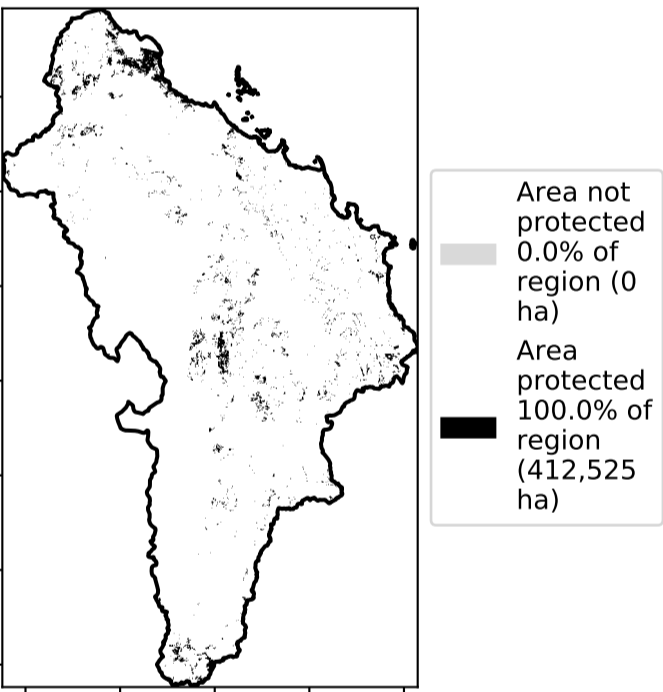 Area not
protected
0.0% of
region (0
ha)
Area
protected
100.0% of
region
(412,525
ha)